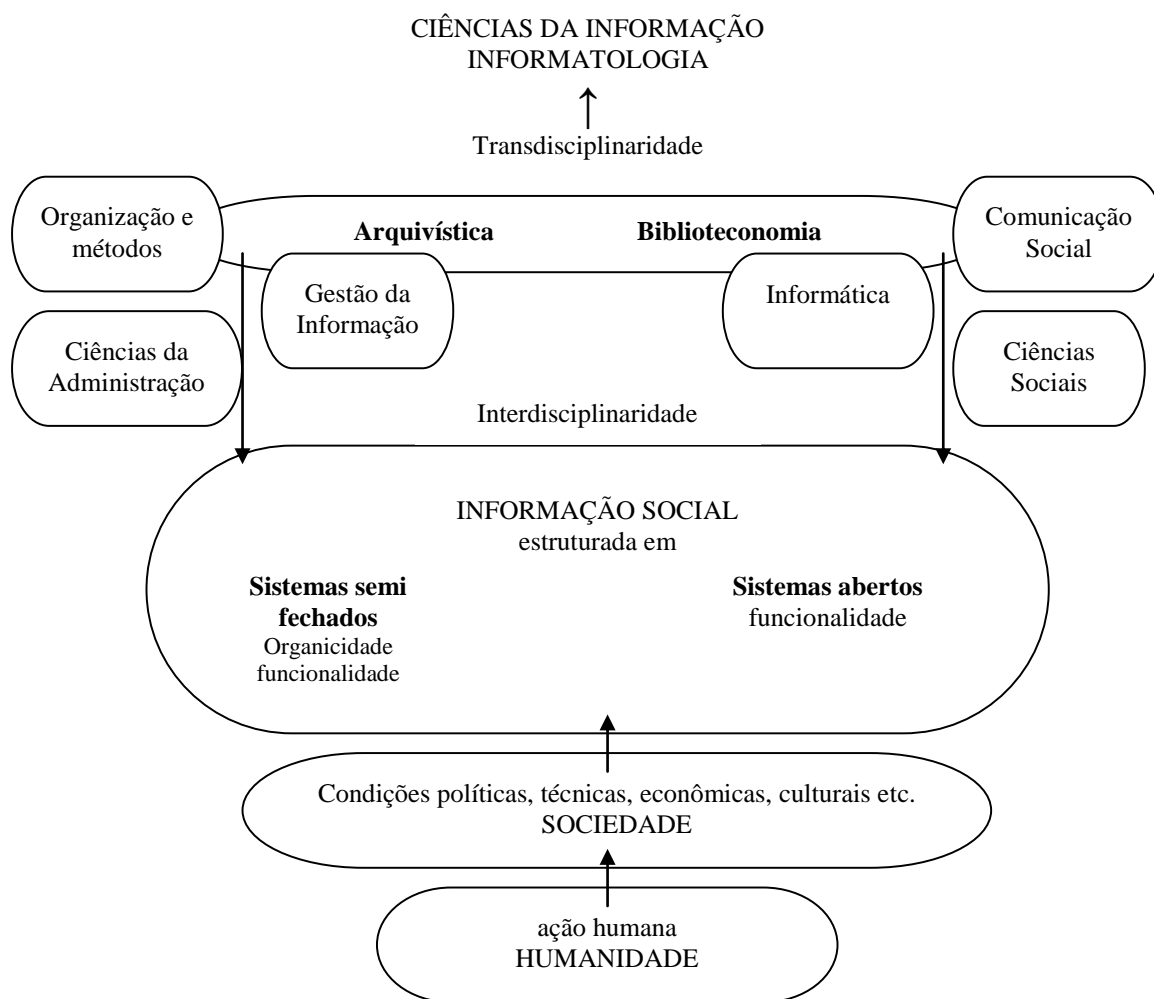 CIÊNCIAS DA INFORMAÇÃO
INFORMATOLOGIA
Transdisciplinaridade
Organização e
métodos
Arquivística
Biblioteconomia
Comunicação
Social
Gestão da
Informação
Informática
Ciências da
Administração
Ciências
Sociais
Interdisciplinaridade
INFORMAÇÃO SOCIAL
estruturada em
Sistemas semi
fechados
Organicidade
funcionalidade
Sistemas abertos
funcionalidade
Condições políticas, técnicas, econômicas, culturais etc.
SOCIEDADE
ação humana
HUMANIDADE